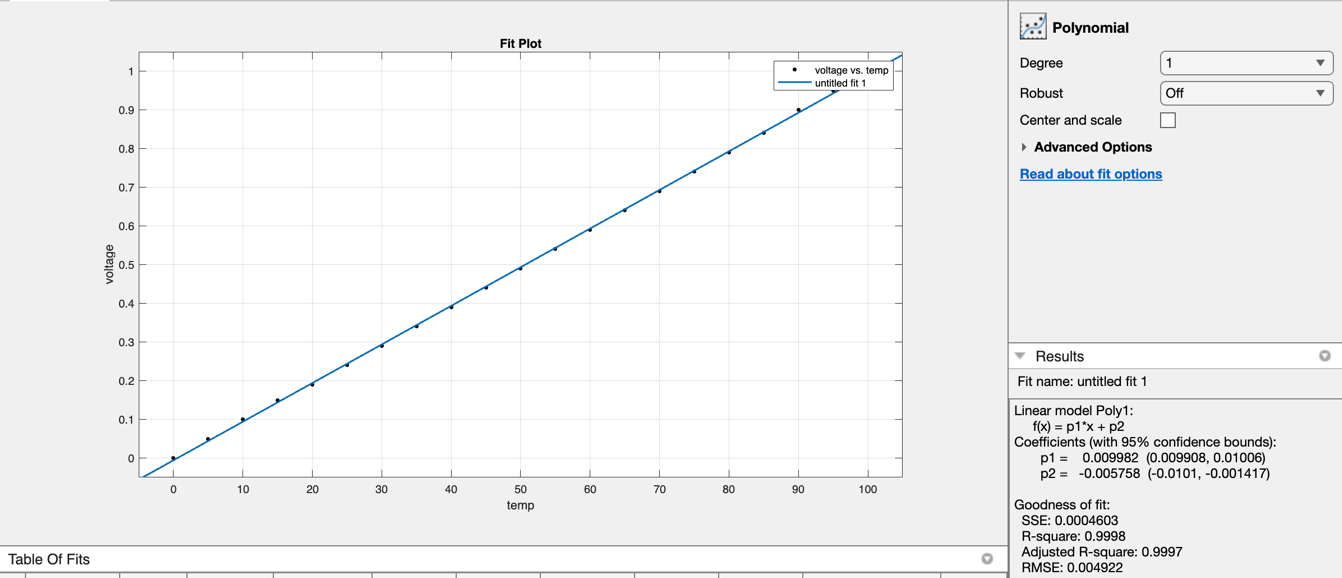 Fit Plot
voltage vs. temp
untitled fit 1
1
0.9
0.8
0.7
0.6
0.5
0.4
0.3
0.2
0.1
0
voltage
0 10 20 30 40 50 60 70 80 90 100
temp
Table Of Fits
Polynomial
Degree 1
Robust Off
Center and scale
Advanced Options
Read about fit options
Results
Fit name: untitled fit 1
Linear model Poly1:
f(x) = p1*x + p2
Coefficients (with 95% confidence bounds):
p1 = 0.009982 (0.009908, 0.01006)
p2 = -0.005758 (-0.0101, -0.001417)
Goodness of fit:
SSE: 0.0004603
R-square: 0.9998
Adjusted R-square: 0.9997
RMSE: 0.004922